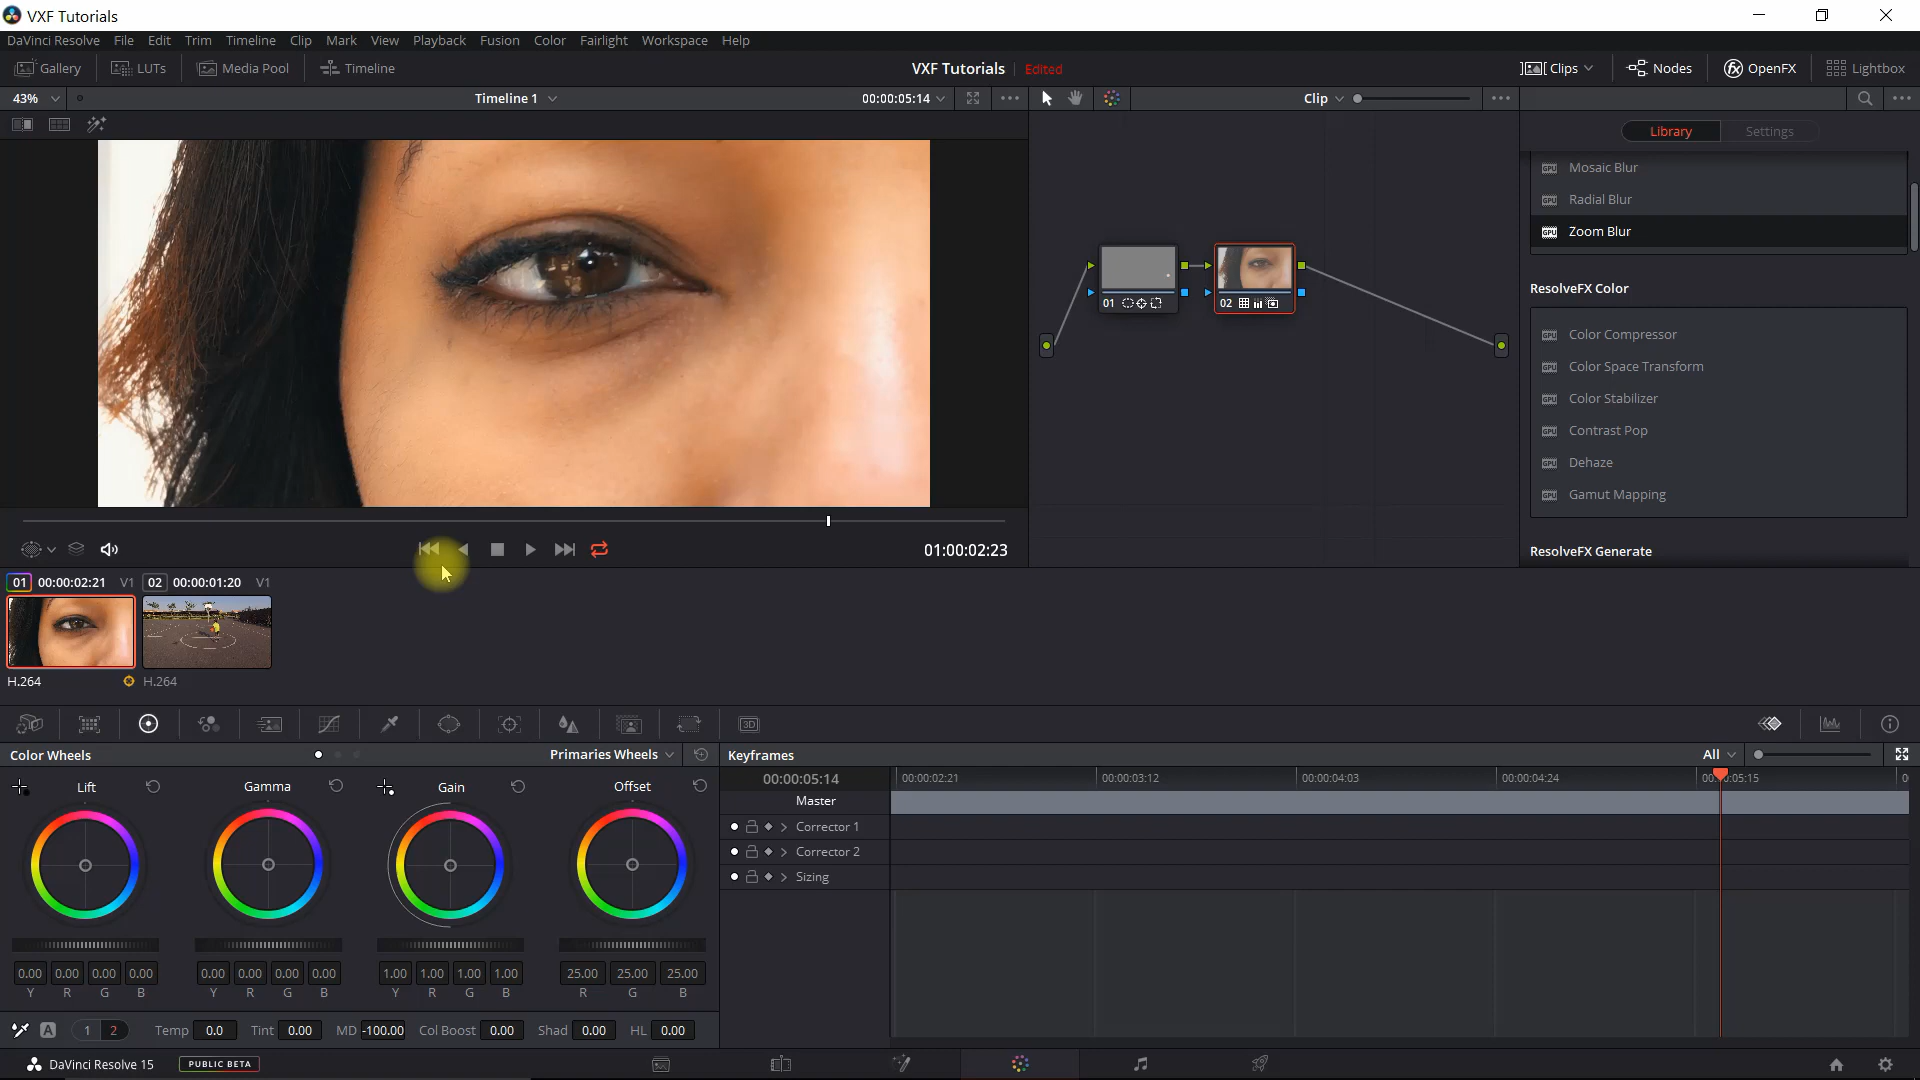 VXF Tutorials
DaVinci Resolve File Edit Trim Timeline Clip Mark View Playback Fusion Color Fairlight Workspace Help
Gallery LUTs Media Pool Timeline VXF Tutorials Edited Clips Nodes OpenFX Lightbox
43% Timeline 1 00:00:05:14 Clip
Library Settings
Mosaic Blur
Radial Blur
Zoom Blur
ResolveFX Color
Color Compressor
Color Space Transform
Color Stabilizer
Contrast Pop
Dehaze
Gamut Mapping
ResolveFX Generate
01 02
01:00:02:23
01 00:00:02:21 V1 02 00:00:01:20 V1
H.264 H.264
3D
Color Wheels Primaries Wheels Keyframes All
00:00:05:14 00:00:02:21 00:00:03:12 00:00:04:03 00:00:04:24 00:00:05:15
Lift Gamma Gain Offset
Master
Corrector 1
Corrector 2
Sizing
0.00 0.00 0.00 0.00 0.00 0.00 0.00 0.00 1.00 1.00 1.00 1.00 25.00 25.00 25.00
Y R G B Y R G B Y R G B R G B
A 1 2 Temp 0.0 Tint 0.00 MD -100.00 Col Boost 0.00 Shad 0.00 HL 0.00
DaVinci Resolve 15 PUBLIC BETA